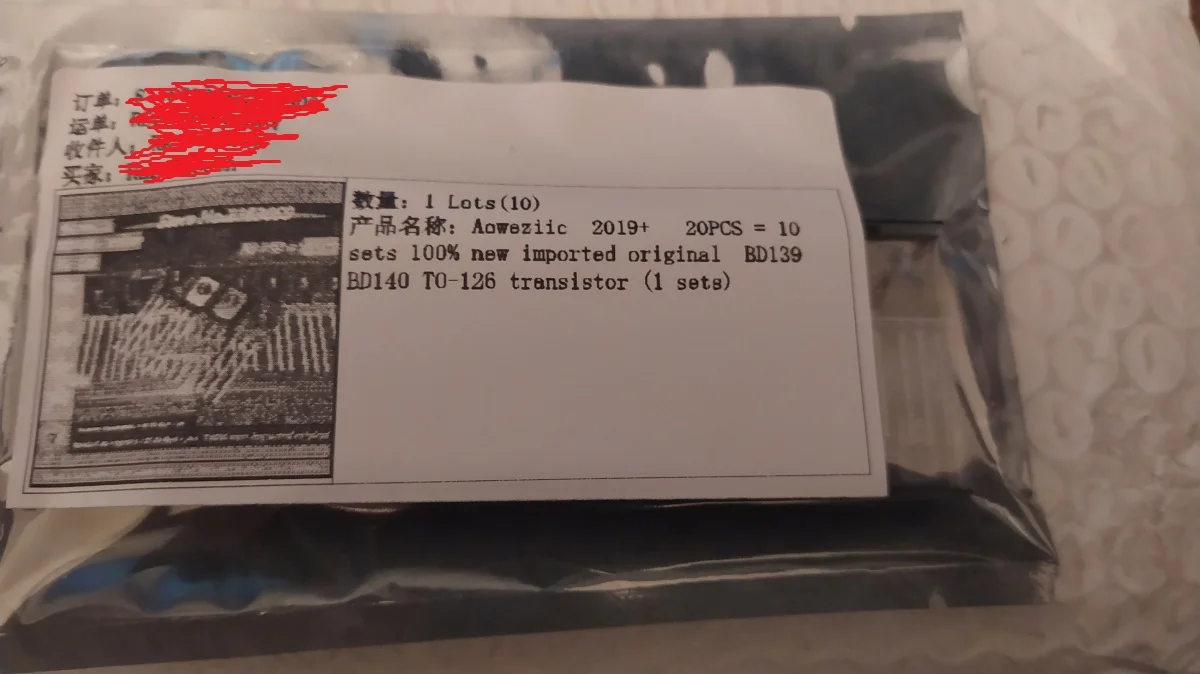 订单:
运单:
收件人:
买家:
数量: 1 Lots(10)
产品名称: Aoweziic 2019+ 20PCS = 10
sets 100% new imported original BD139
BD140 TO-126 transistor (1 sets)
7